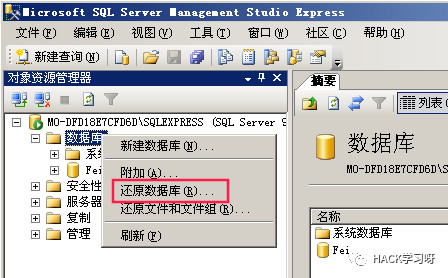 Microsoft SQL Server Management Studio Express
文件(F) 编辑(E) 视图(V) 工具(T) 窗口(W) 社区(C) 帮助(H)
新建查询(N)
对象资源管理器
摘要
列表
MO-DFD18E7CFD6D\SQLEXPRESS (SQL Server 9
数据库
系统
Fei
安全性
服务器
复制
管理
新建数据库(N)...
附加(A)...
还原数据库(R)...
还原文件和文件组(R)...
刷新(F)
数据库
MO-DFD18E7CFD6D\S
名称
系统数据库
Fei
HACK学习呀